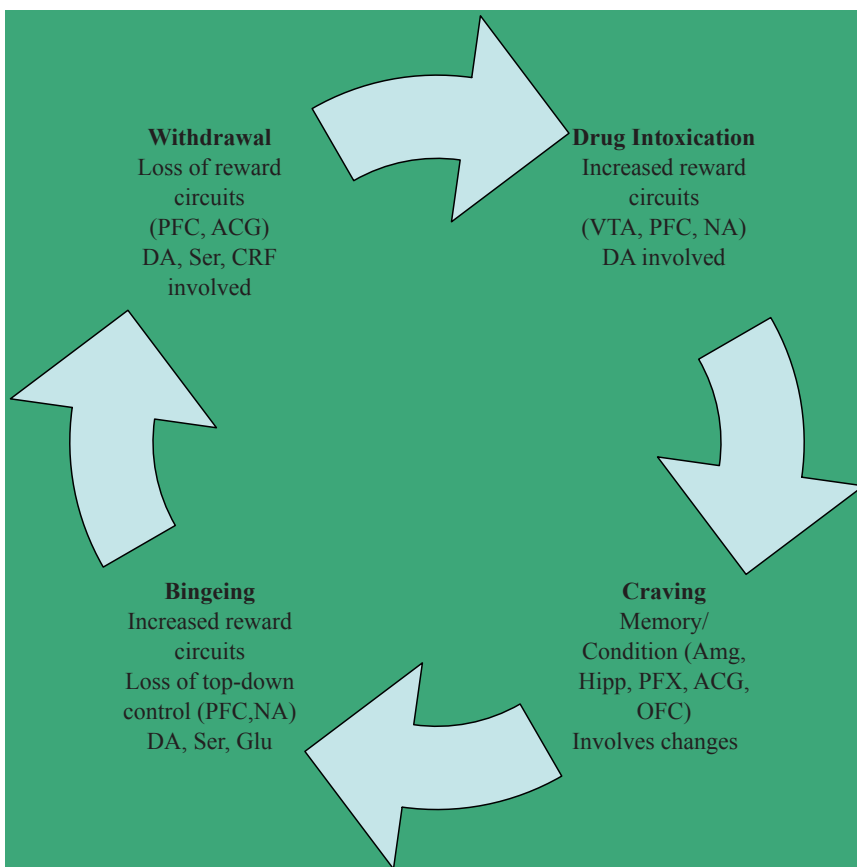 Withdrawal
Loss of reward
circuits
(PFC, ACG)
DA, Ser, CRF
involved
Drug Intoxication
Increased reward
circuits
(VTA, PFC, NA)
DA involved
Craving
Memory/
Condition (Amg,
Hipp, PFX, ACG,
OFC)
Involves changes
Bingeing
Increased reward
circuits
Loss of top-down
control (PFC,NA)
DA, Ser, Glu